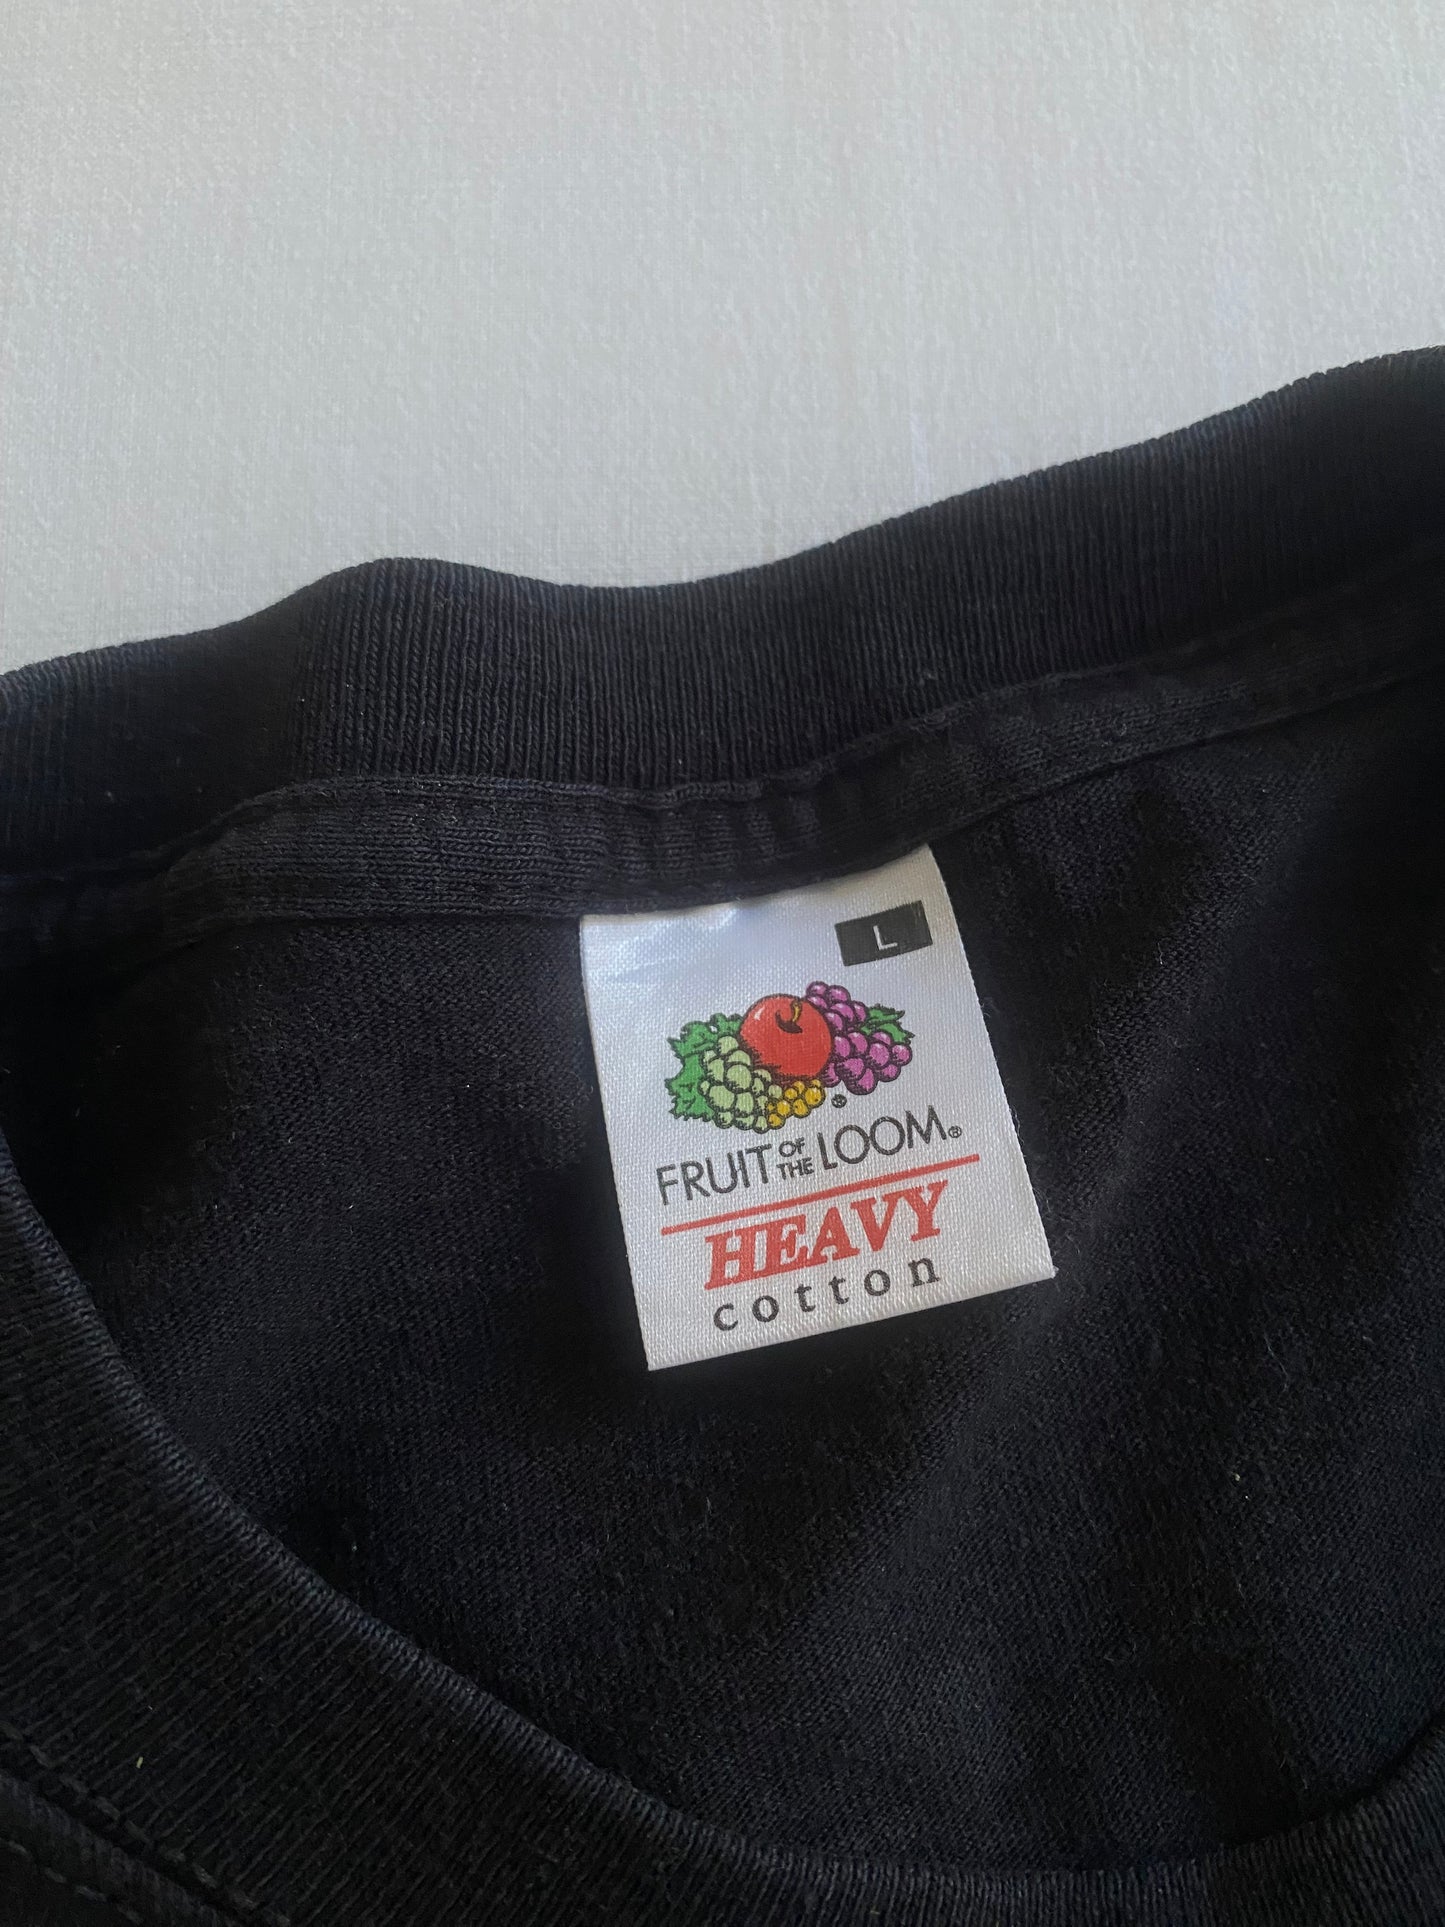 L
®
FRUIT OF THE LOOM®
HEAVY
cotton